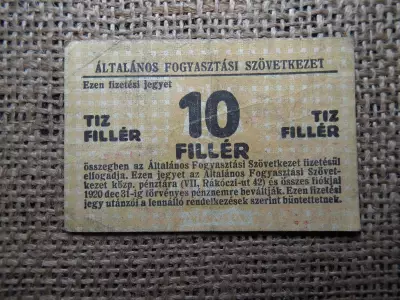 ÁLTALÁNOS FOGYASZTÁSI SZÖVETKEZET
Ezen fizetési jegyet
10
TIZ
FILLÉR
TIZ
FILLÉR
FILLÉR
összegben az Általános Fogyasztási Szövetkezet fizetésül
elfogadja. Ezen jegyet az Általános Fogyasztási Szövet-
kezet közp. pénztára (VII, Rákóczi-ut 42) és összes fiókjai
1920 dec 31-ig törvényes pénznemre beváltják. Ezen fizetési
jegy utánzói a fennálló rendelkezések szerint büntettetnek.